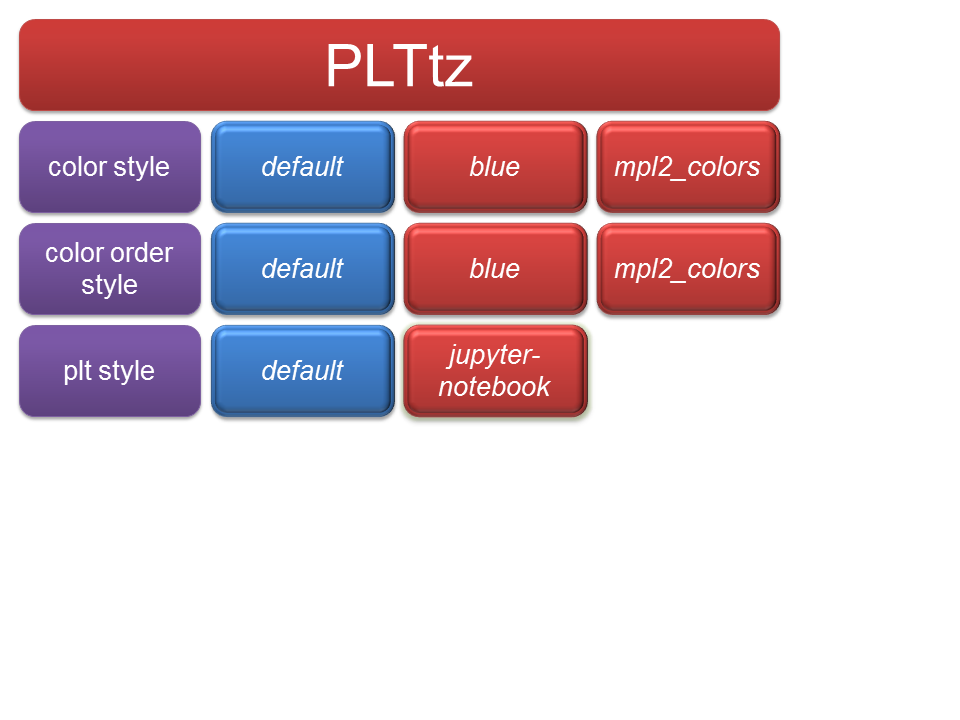 PLTtz
color style
default
blue
mpl2_colors
color order
style
default
blue
mpl2_colors
plt style
default
jupyter-
notebook